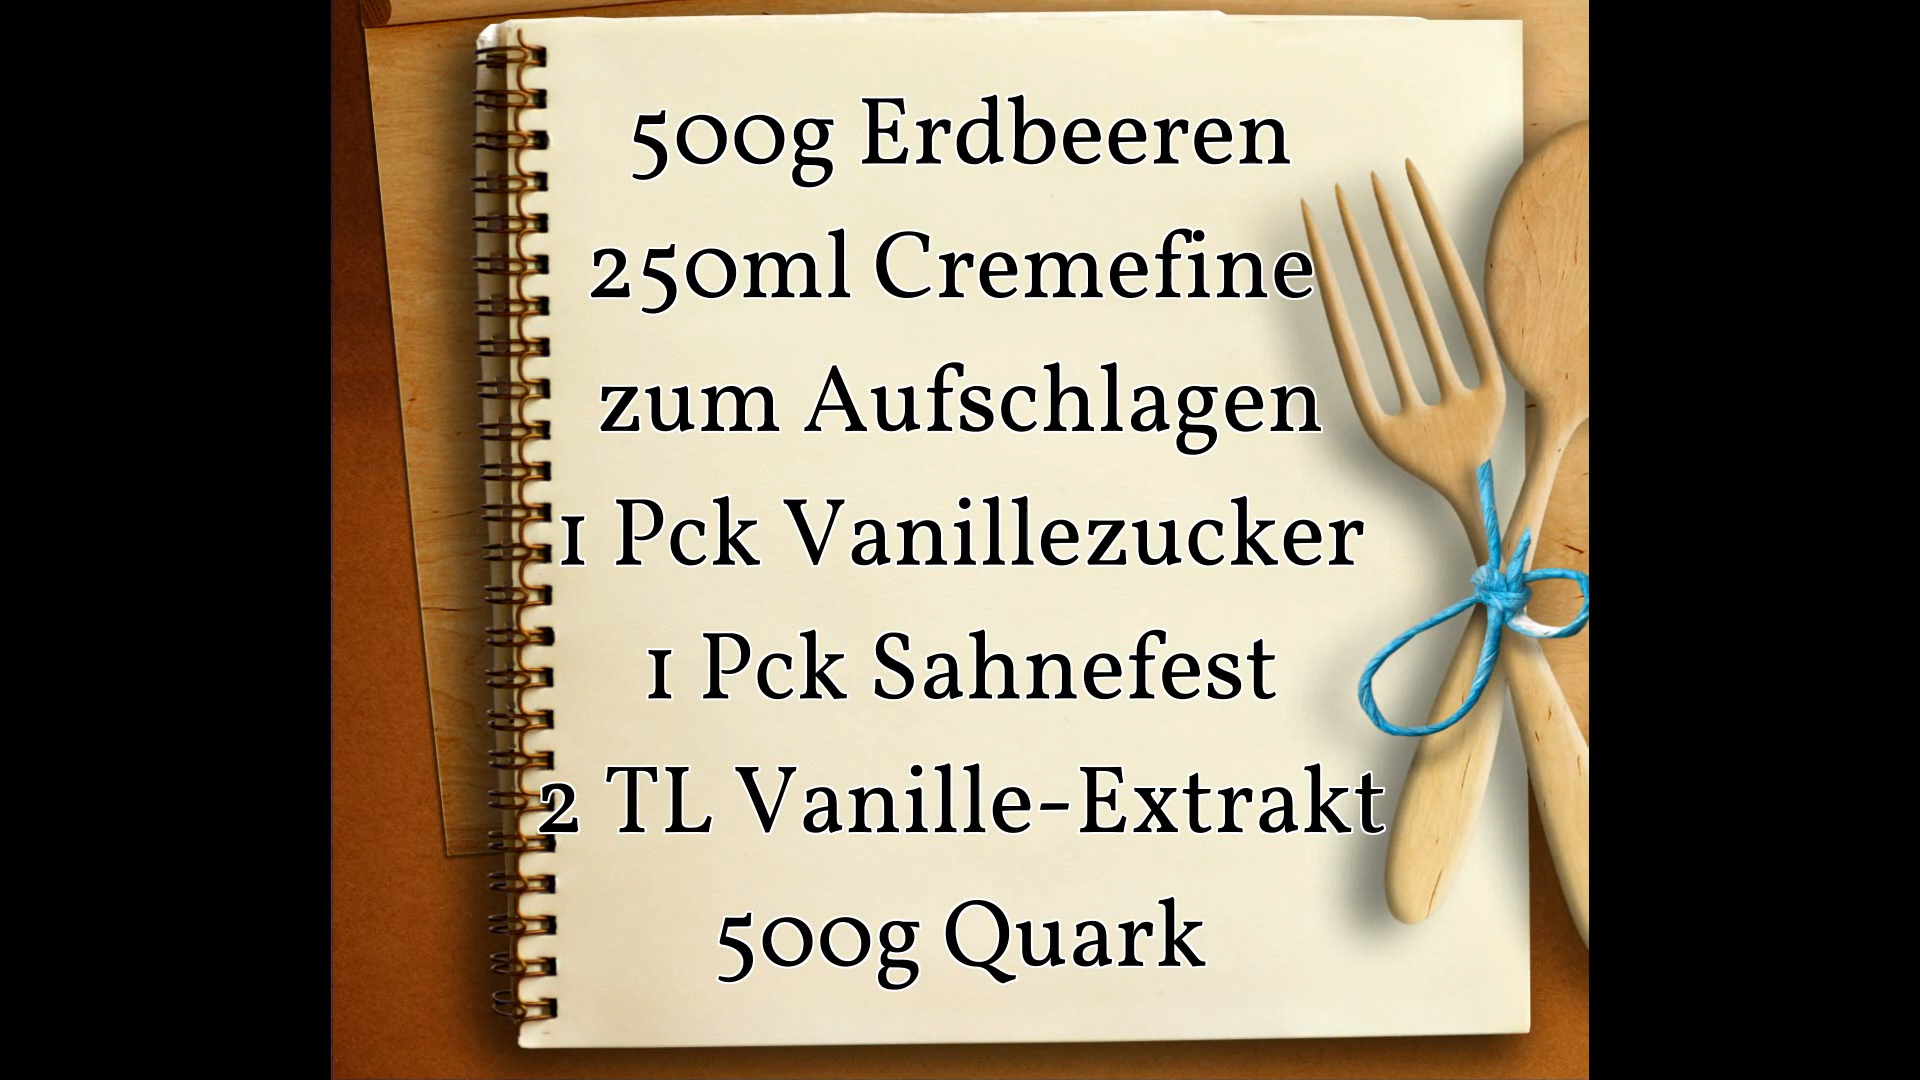 500g Erdbeeren
250ml Cremefine
zum Aufschlagen
1 Pck Vanillezucker
1 Pck Sahnefest
2 TL Vanille-Extrakt
500g Quark